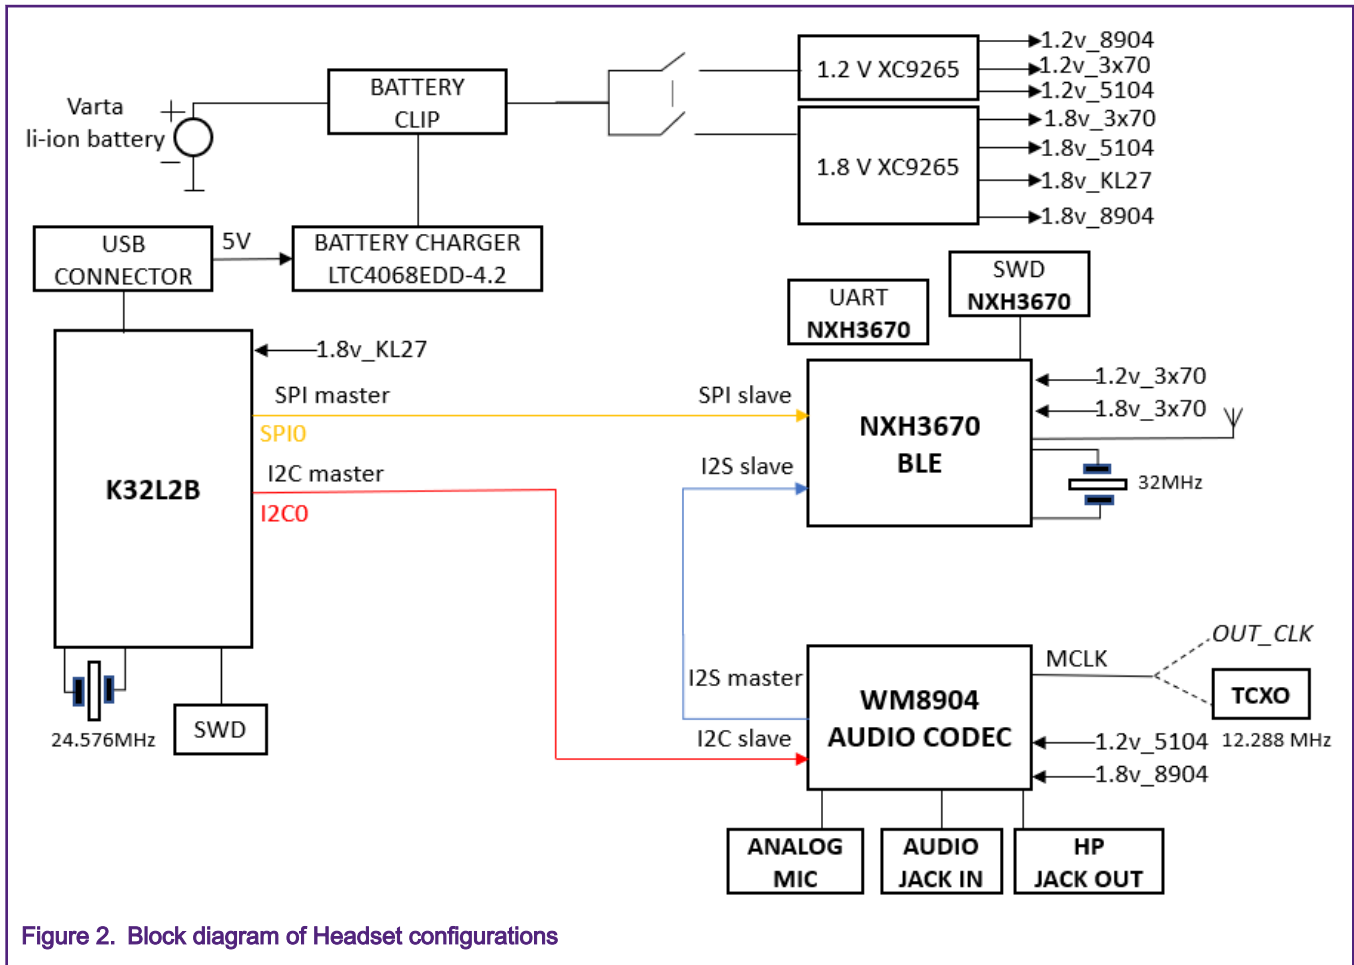 1.2v_8904
1.2v_3x70
1.2v_5104
1.2 V XC9265
BATTERY
CLIP
Varta
li-ion battery
+
−
1.8v_3x70
1.8v_5104
1.8v_KL27
1.8v_8904
1.8 V XC9265
USB
CONNECTOR
5V
BATTERY CHARGER
LTC4068EDD-4.2
SWD
NXH3670
UART
NXH3670
1.8v_KL27
SPI master
SPI0
SPI slave
I2C master
I2C0
I2S slave
K32L2B
NXH3670
BLE
1.2v_3x70
1.8v_3x70
32MHz
24.576MHz
SWD
I2S master
I2C slave
WM8904
AUDIO CODEC
MCLK
OUT_CLK
TCXO
12.288 MHz
1.2v_5104
1.8v_8904
ANALOG
MIC
AUDIO
JACK IN
HP
JACK OUT
Figure 2. Block diagram of Headset configurations